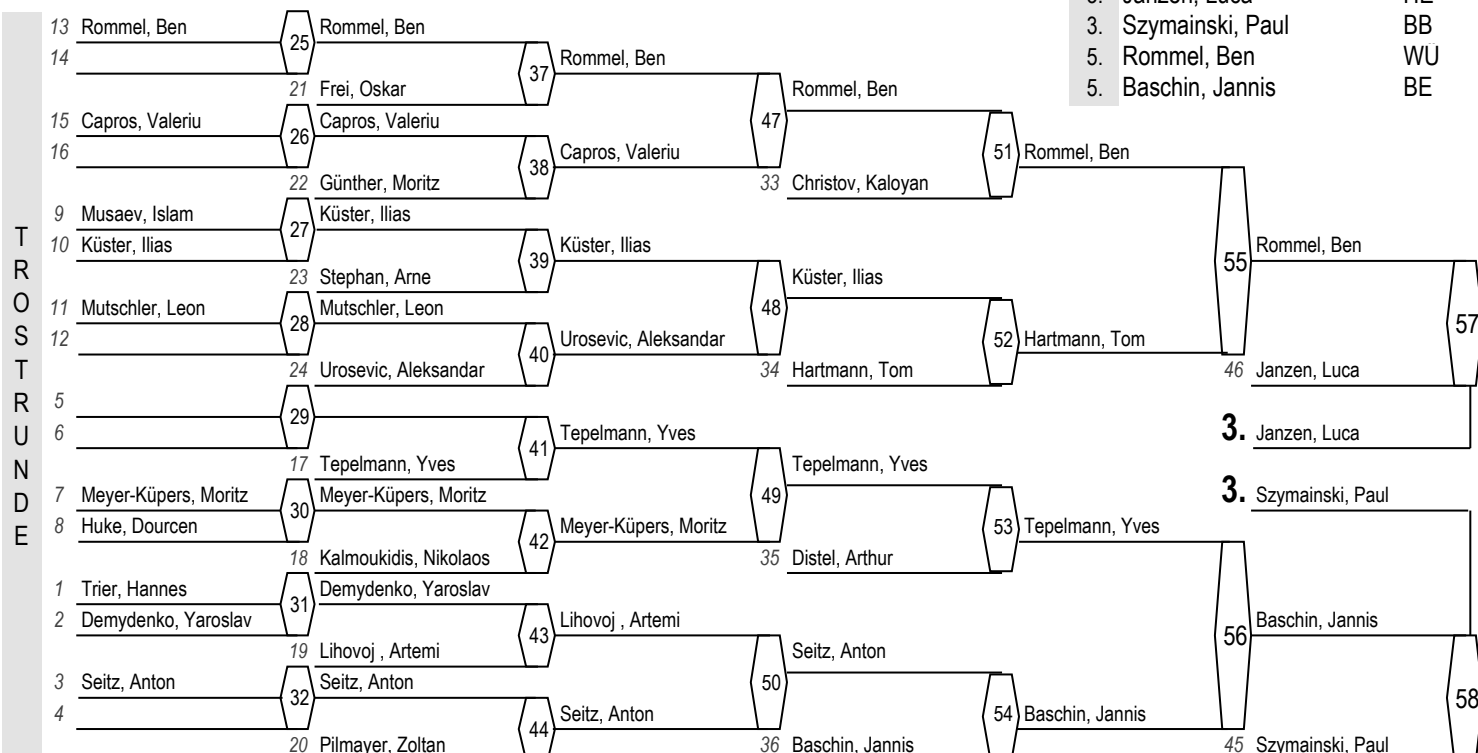 3. Janzen, Luca HE
3. Szymainski, Paul BB
5. Rommel, Ben WÜ
5. Baschin, Jannis BE
TROSTRUNDE
13 Rommel, Ben
14
25 Rommel, Ben
21 Frei, Oskar
37 Rommel, Ben
15 Capros, Valeriu
16
26 Capros, Valeriu
22 Günther, Moritz
38 Capros, Valeriu
47 Rommel, Ben
33 Christov, Kaloyan
51 Rommel, Ben
9 Musaev, Islam
10 Küster, Ilias
27 Küster, Ilias
23 Stephan, Arne
39 Küster, Ilias
11 Mutschler, Leon
12
28 Mutschler, Leon
24 Urosevic, Aleksandar
40 Urosevic, Aleksandar
48 Küster, Ilias
34 Hartmann, Tom
52 Hartmann, Tom
55 Rommel, Ben
46 Janzen, Luca
57
3. Janzen, Luca
5
6
29
17 Tepelmann, Yves
41 Tepelmann, Yves
7 Meyer-Küpers, Moritz
8 Huke, Dourcen
30 Meyer-Küpers, Moritz
18 Kalmoukidis, Nikolaos
42 Meyer-Küpers, Moritz
49 Tepelmann, Yves
35 Distel, Arthur
53 Tepelmann, Yves
3. Szymainski, Paul
1 Trier, Hannes
2 Demydenko, Yaroslav
31 Demydenko, Yaroslav
19 Lihovoj , Artemi
43 Lihovoj , Artemi
3 Seitz, Anton
4
32 Seitz, Anton
20 Pilmayer, Zoltan
44 Seitz, Anton
50 Seitz, Anton
36 Baschin, Jannis
54 Baschin, Jannis
56 Baschin, Jannis
45 Szymainski, Paul
58